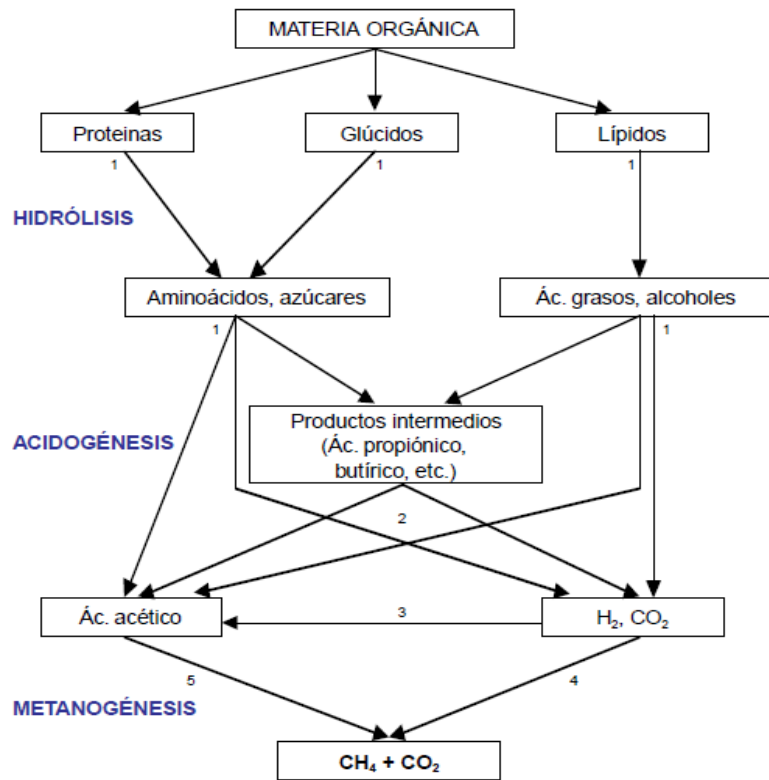 MATERIA ORGÁNICA
Proteinas
Glúcidos
Lípidos
1
1
1
HIDRÓLISIS
Aminoácidos, azúcares
Ác. grasos, alcoholes
1
1
Productos intermedios
(Ác. propiónico,
butírico, etc.)
ACIDOGÉNESIS
2
Ác. acético
3
H₂, CO₂
5
4
METANOGÉNESIS
CH₄ + CO₂